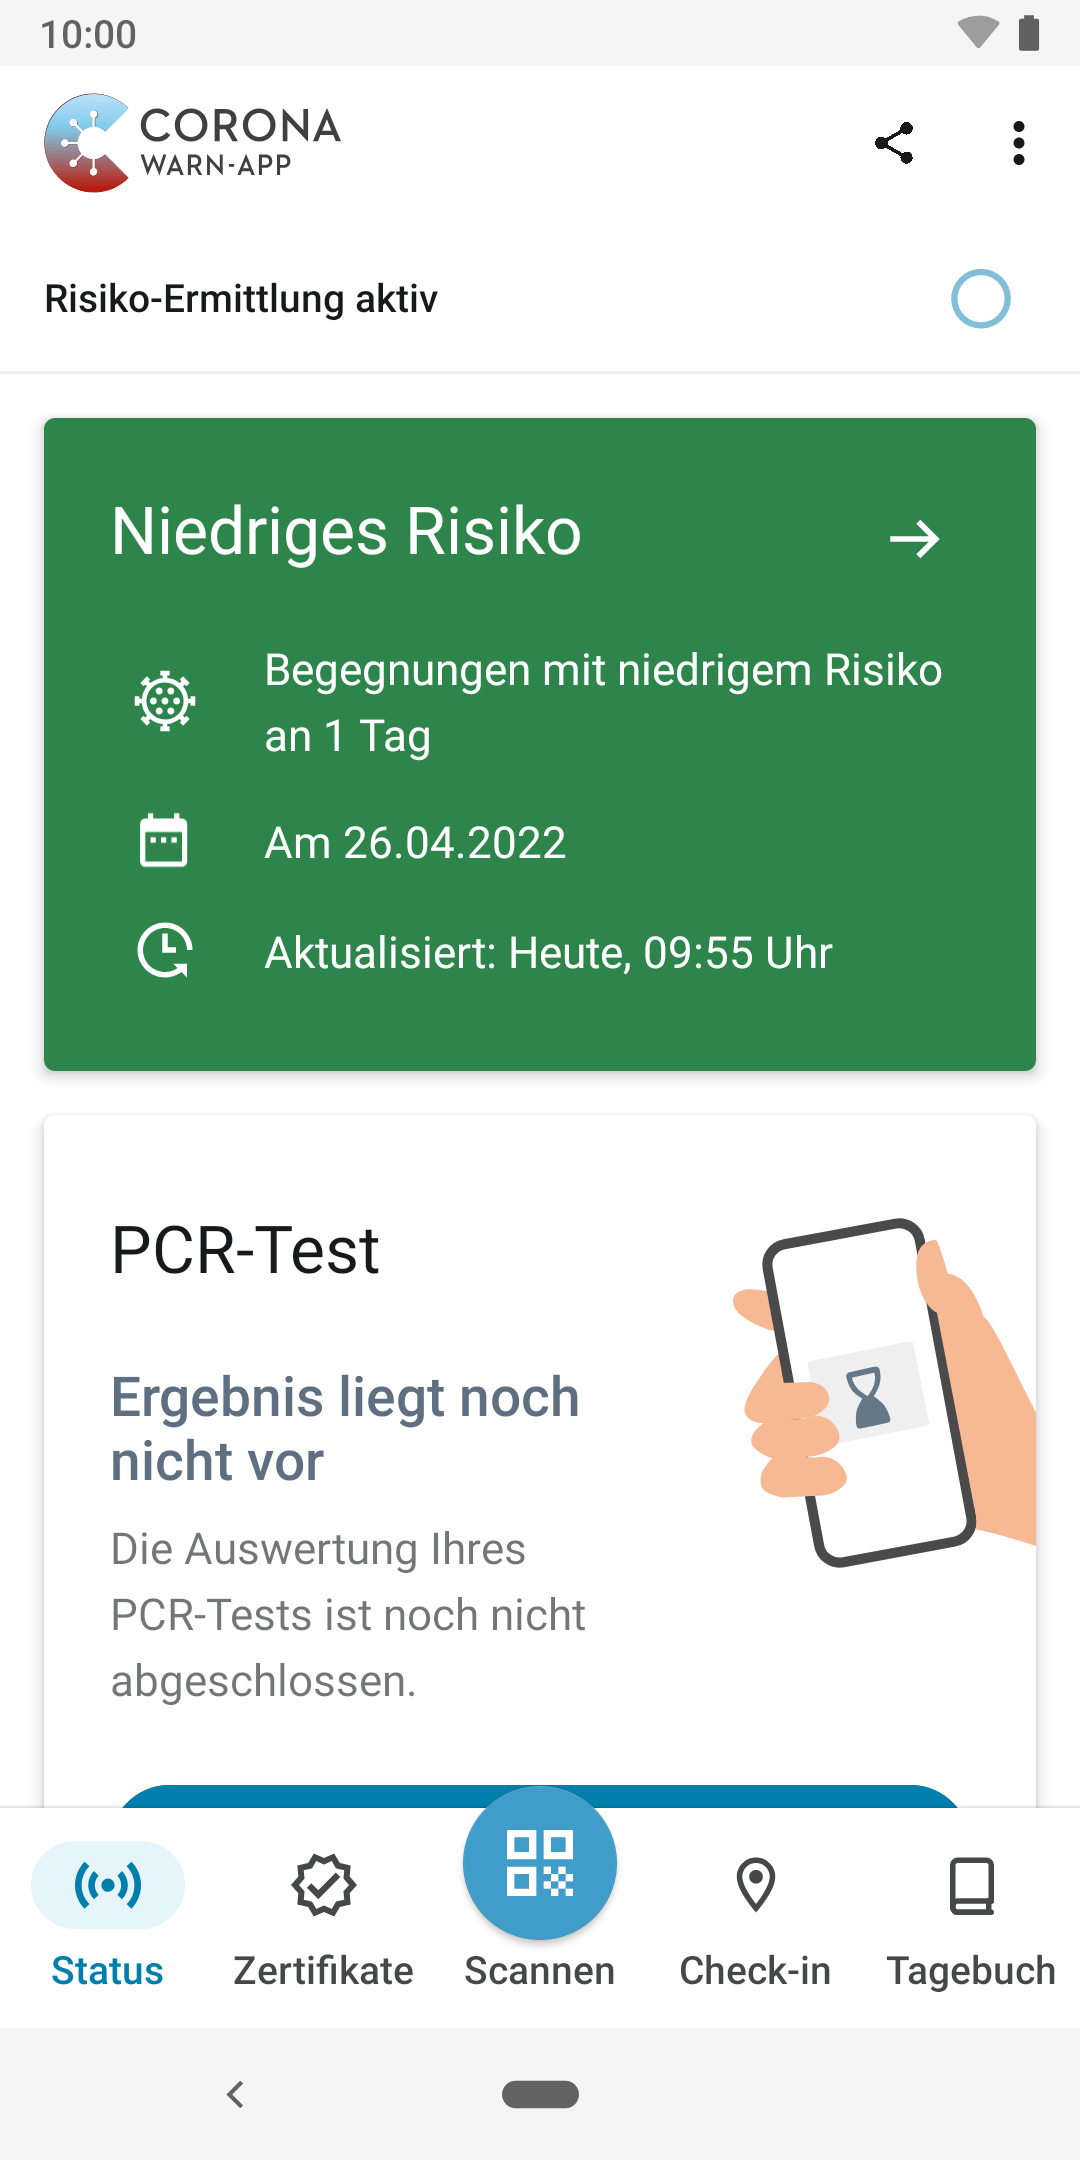 10:00
CORONA
WARN-APP
Risiko-Ermittlung aktiv
Niedriges Risiko
Begegnungen mit niedrigem Risiko
an 1 Tag
Am 26.04.2022
Aktualisiert: Heute, 09:55 Uhr
PCR-Test
Ergebnis liegt noch
nicht vor
Die Auswertung Ihres
PCR-Tests ist noch nicht
abgeschlossen.
Status
Zertifikate
Scannen
Check-in
Tagebuch